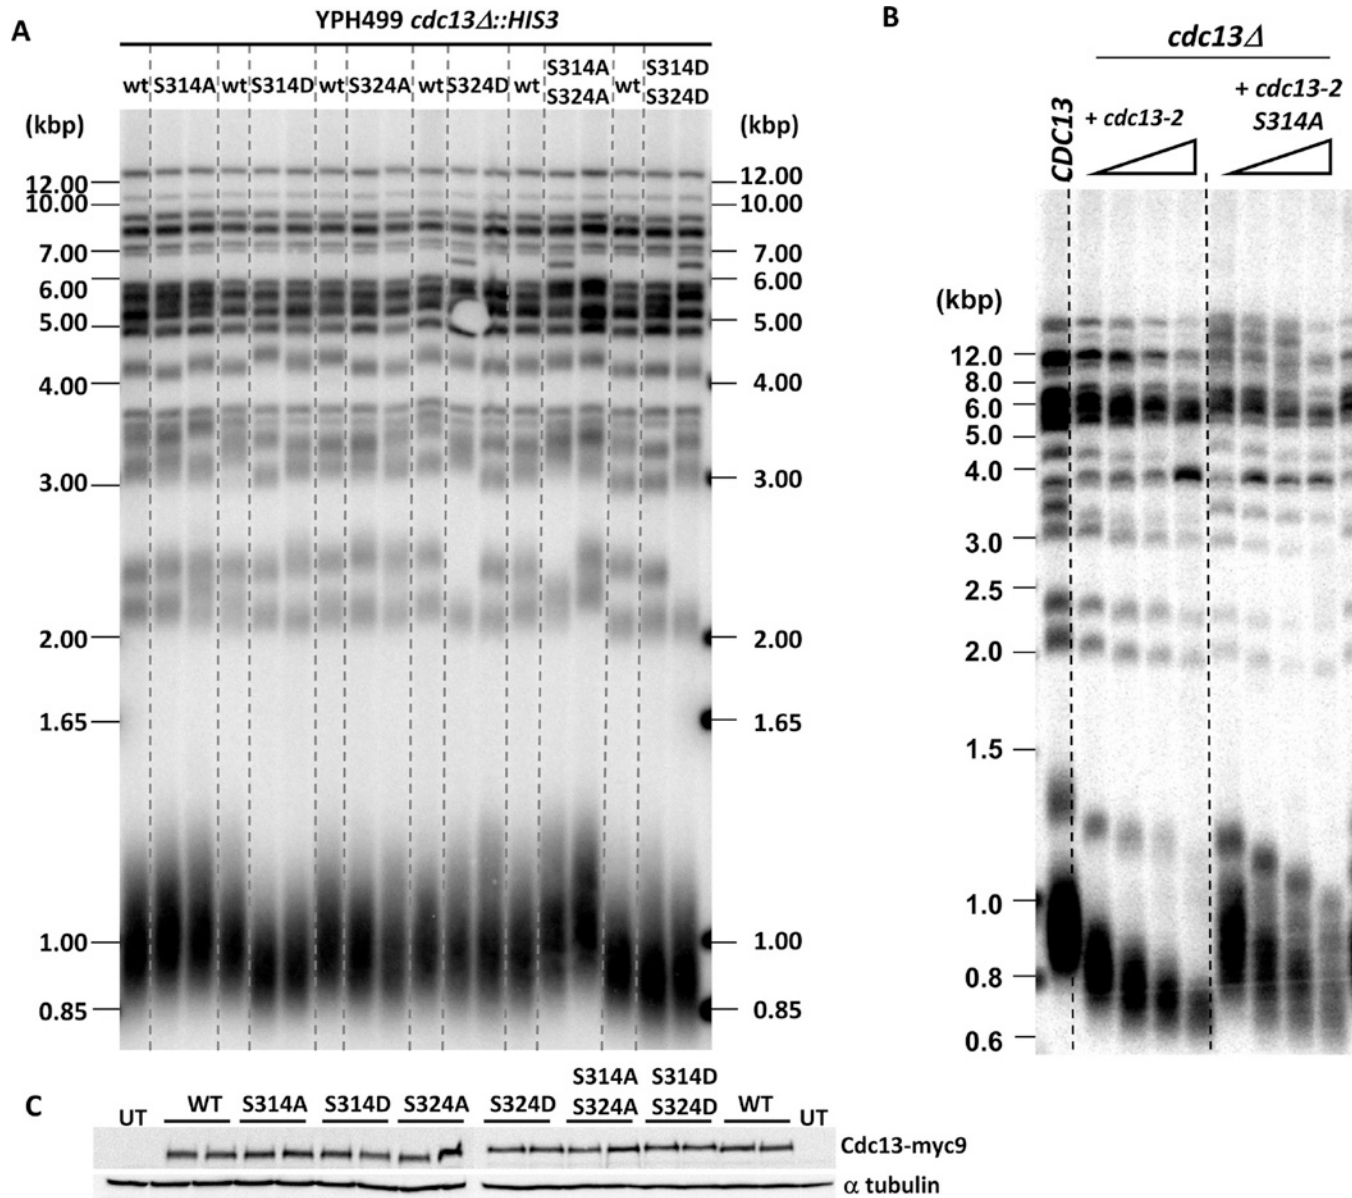 A
YPH499 cdc13Δ::HIS3
wt S314A wt S314D wt S324A wt S324D wt S314A S324A wt S314D S324D
(kbp)
12.00
10.00
7.00
6.00
5.00
4.00
3.00
2.00
1.65
1.00
0.85
(kbp)
12.00
10.00
7.00
6.00
5.00
4.00
3.00
2.00
1.65
1.00
0.85
B
cdc13Δ
CDC13
+ cdc13-2
+ cdc13-2
S314A
(kbp)
12.0
8.0
6.0
5.0
4.0
3.0
2.5
2.0
1.5
1.0
0.8
0.6
C
UT WT S314A S314D S324A S324D S314A S324A S314D S324D WT UT
Cdc13-myc9
α tubulin